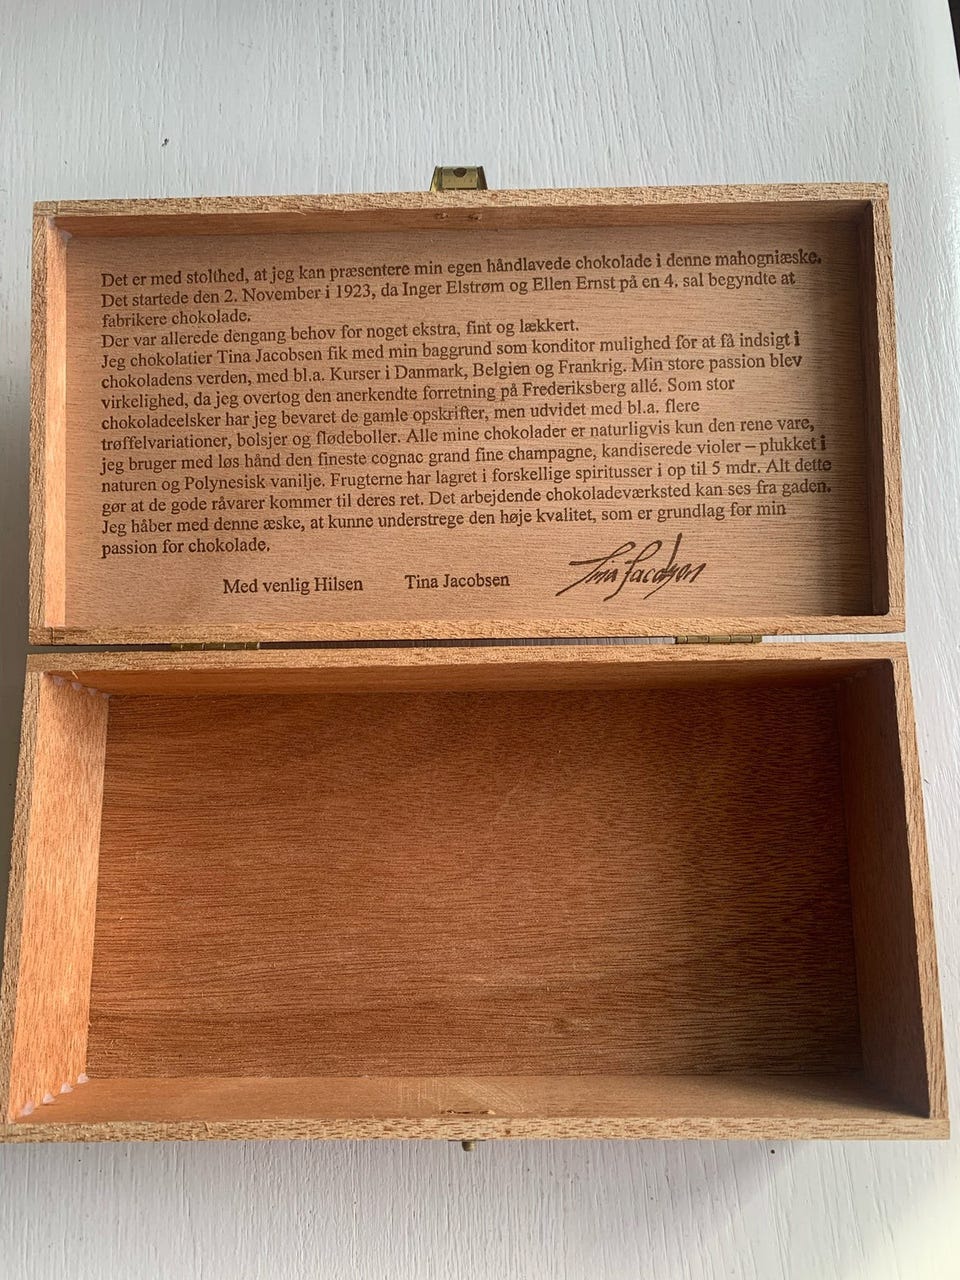 Det er med stolthed, at jeg kan præsentere min egen håndlavede chokolade i denne mahogniæske.
Det startede den 2. November i 1923, da Inger Elstrøm og Ellen Ernst på en 4. sal begyndte at
fabrikere chokolade.
Der var allerede dengang behov for noget ekstra, fint og lækkert.
Jeg chokolatier Tina Jacobsen fik med min baggrund som konditor mulighed for at få indsigt i
chokoladens verden, med bl.a. Kurser i Danmark, Belgien og Frankrig. Min store passion blev
virkelighed, da jeg overtog den anerkendte forretning på Frederiksberg allé. Som stor
chokoladeelsker har jeg bevaret de gamle opskrifter, men udvidet med bl.a. flere
trøffelvariationer, bolsjer og flødeboller. Alle mine chokolader er naturligvis kun den rene vare,
jeg bruger med løs hånd den fineste cognac grand fine champagne, kandiserede violer – plukket i
naturen og Polynesisk vanilje. Frugterne har lagret i forskellige spiritusser i op til 5 mdr. Alt dette
gør at de gode råvarer kommer til deres ret. Det arbejdende chokoladeværksted kan ses fra gaden.
Jeg håber med denne æske, at kunne understrege den høje kvalitet, som er grundlag for min
passion for chokolade.
Med venlig Hilsen Tina Jacobsen Tina Jacobsen